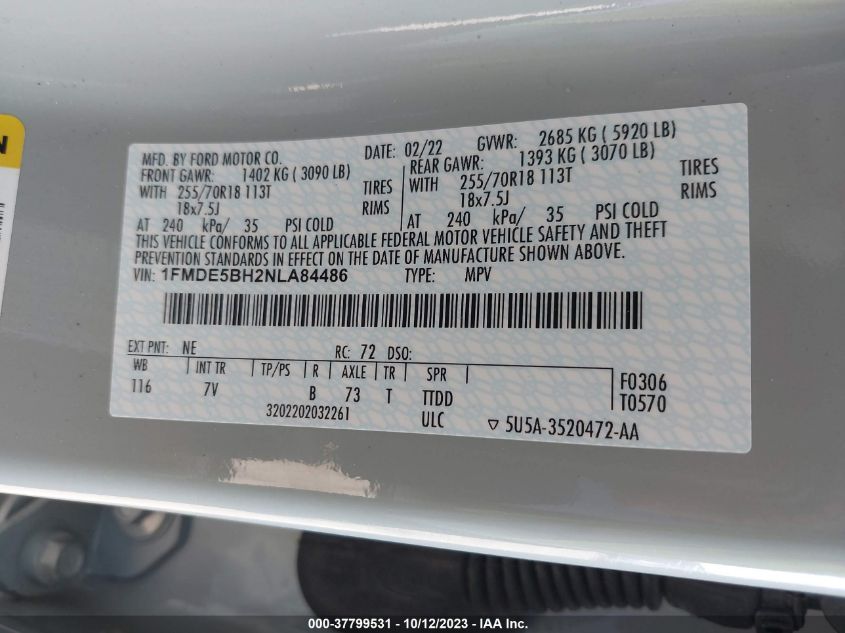 MFD. BY FORD MOTOR CO. DATE: 02/22 GVWR: 2685 KG ( 5920 LB)
FRONT GAWR: 1402 KG ( 3090 LB) REAR GAWR: 1393 KG ( 3070 LB)
WITH 255/70R18 113T TIRES WITH 255/70R18 113T TIRES
18x7.5J RIMS 18x7.5J RIMS
AT 240 kPa/ 35 PSI COLD AT 240 kPa/ 35 PSI COLD
THIS VEHICLE CONFORMS TO ALL APPLICABLE FEDERAL MOTOR VEHICLE SAFETY AND THEFT
PREVENTION STANDARDS IN EFFECT ON THE DATE OF MANUFACTURE SHOWN ABOVE.
VIN: 1FMDE5BH2NLA84486 TYPE: MPV
EXT PNT: NE RC: 72 DSO:
WB INT TR TP/PS R AXLE TR SPR F0306
116 7V B 73 T TTDD T0570
3202202032261 ULC ▽ 5U5A-3520472-AA
N
000-37799531 - 10/12/2023 - IAA Inc.